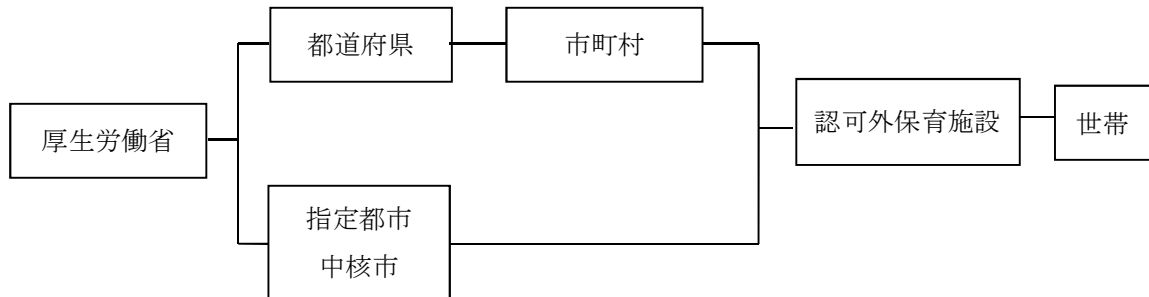 都道府県
市町村
厚生労働省
認可外保育施設
世帯
指定都市
中核市